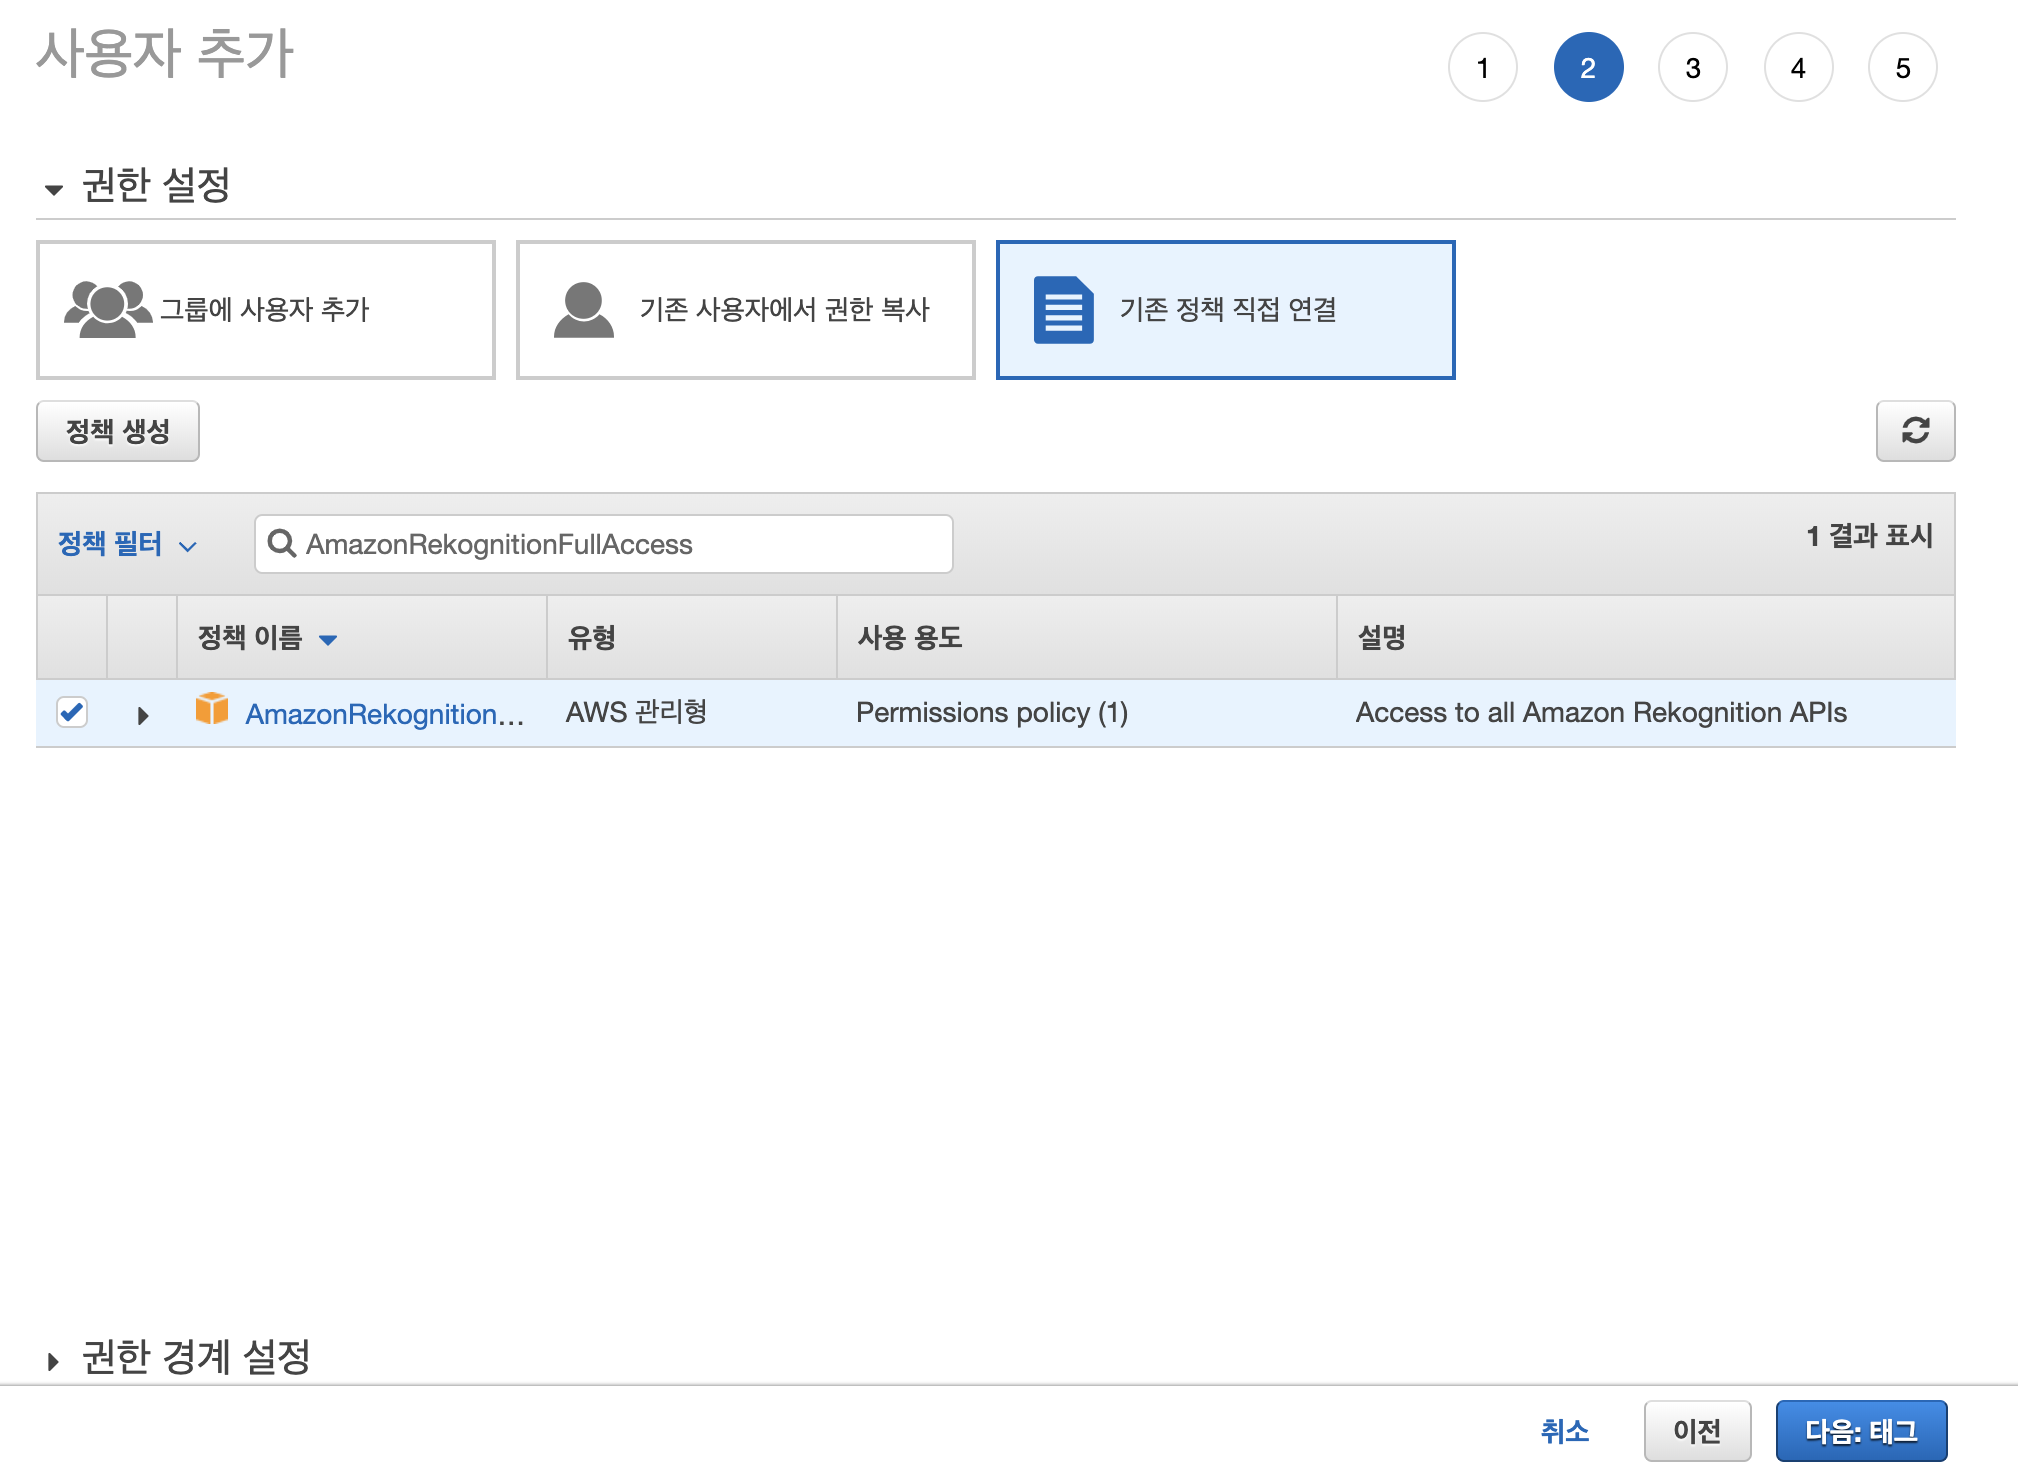 사용자 추가
1 2 3 4 5
권한 설정
그룹에 사용자 추가
기존 사용자에서 권한 복사
기존 정책 직접 연결
정책 생성
정책 필터
AmazonRekognitionFullAccess
1 결과 표시
정책 이름 유형 사용 용도 설명
AmazonRekognition... AWS 관리형 Permissions policy (1) Access to all Amazon Rekognition APIs
권한 경계 설정
취소 이전 다음: 태그